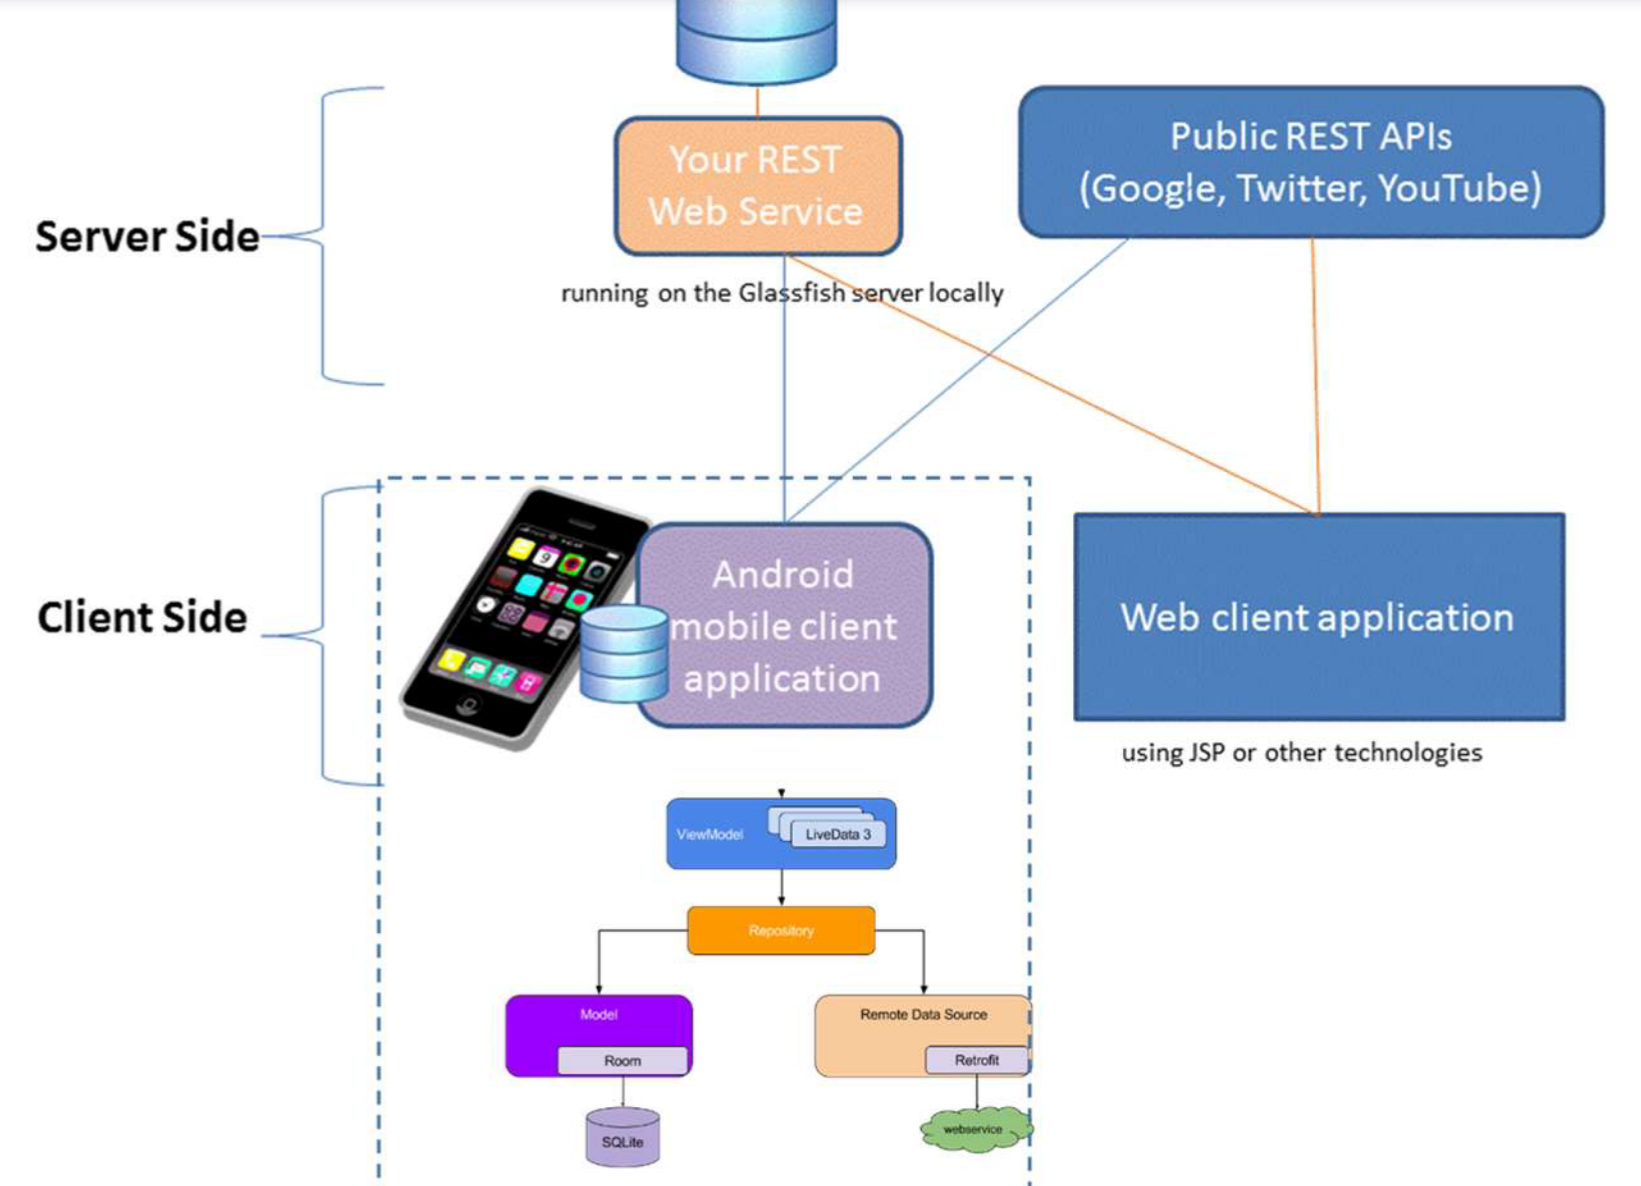 Your REST
Web Service
Public REST APIs
(Google, Twitter, YouTube)
Server Side
running on the Glassfish server locally
Client Side
Android
mobile client
application
Web client application
using JSP or other technologies
ViewModel
LiveData 3
Repository
Model
Room
Remote Data Source
Retrofit
SQLite
webservice